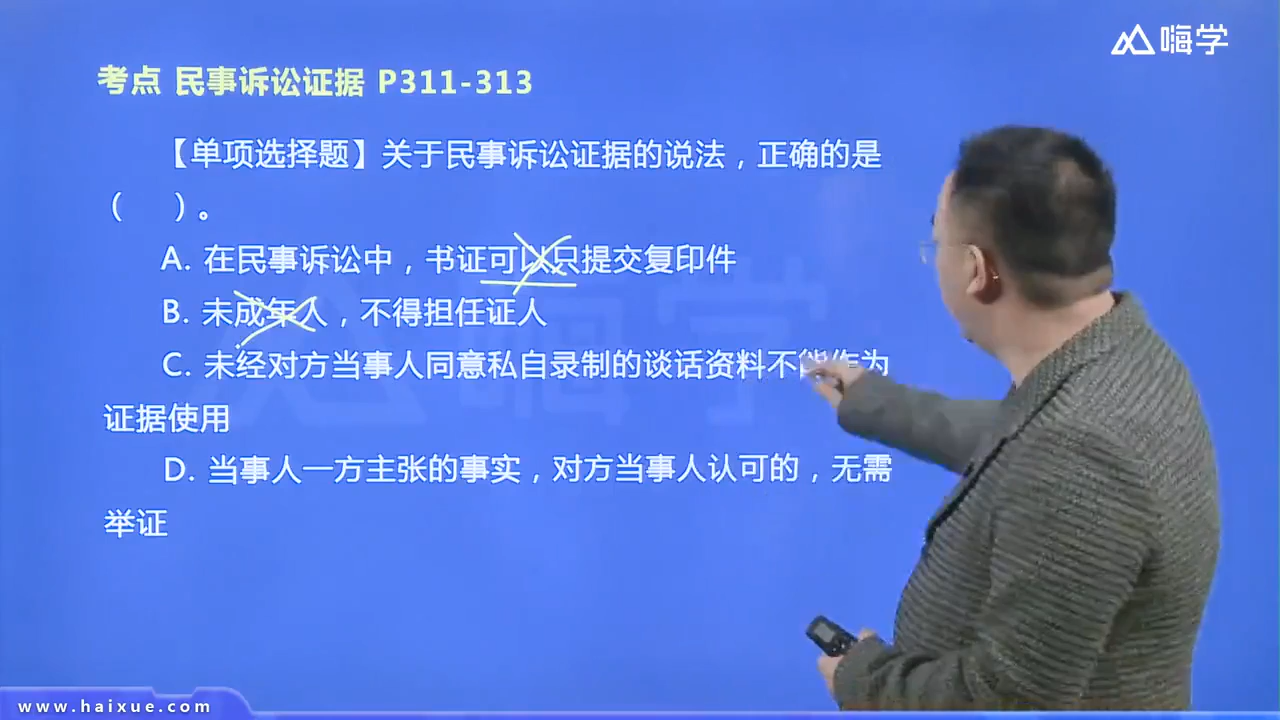 嗨学
考点 民事诉讼证据 P311-313
【单项选择题】关于民事诉讼证据的说法，正确的是
（ ）。
A. 在民事诉讼中，书证可以只提交复印件
B. 未成年人，不得担任证人
C. 未经对方当事人同意私自录制的谈话资料不能作为
证据使用
D. 当事人一方主张的事实，对方当事人认可的，无需
举证
www.haixue.com